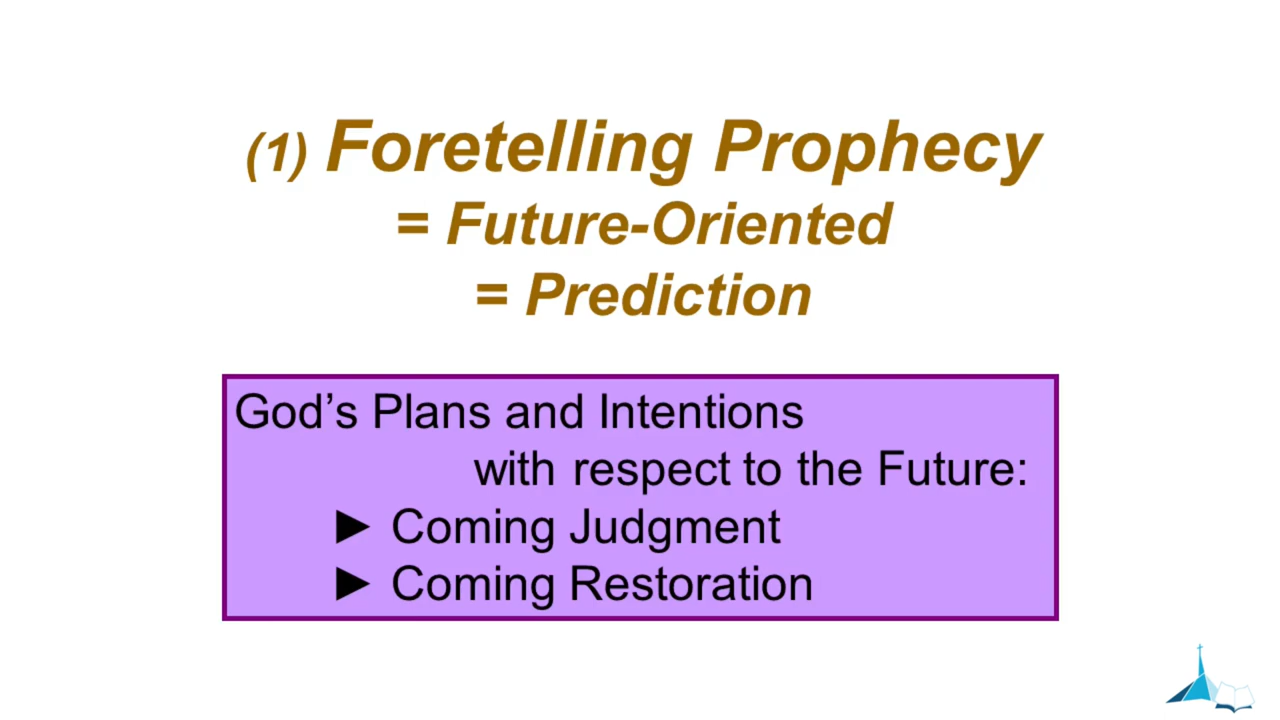 (1) Foretelling Prophecy
= Future-Oriented
= Prediction
God’s Plans and Intentions
with respect to the Future:
► Coming Judgment
► Coming Restoration